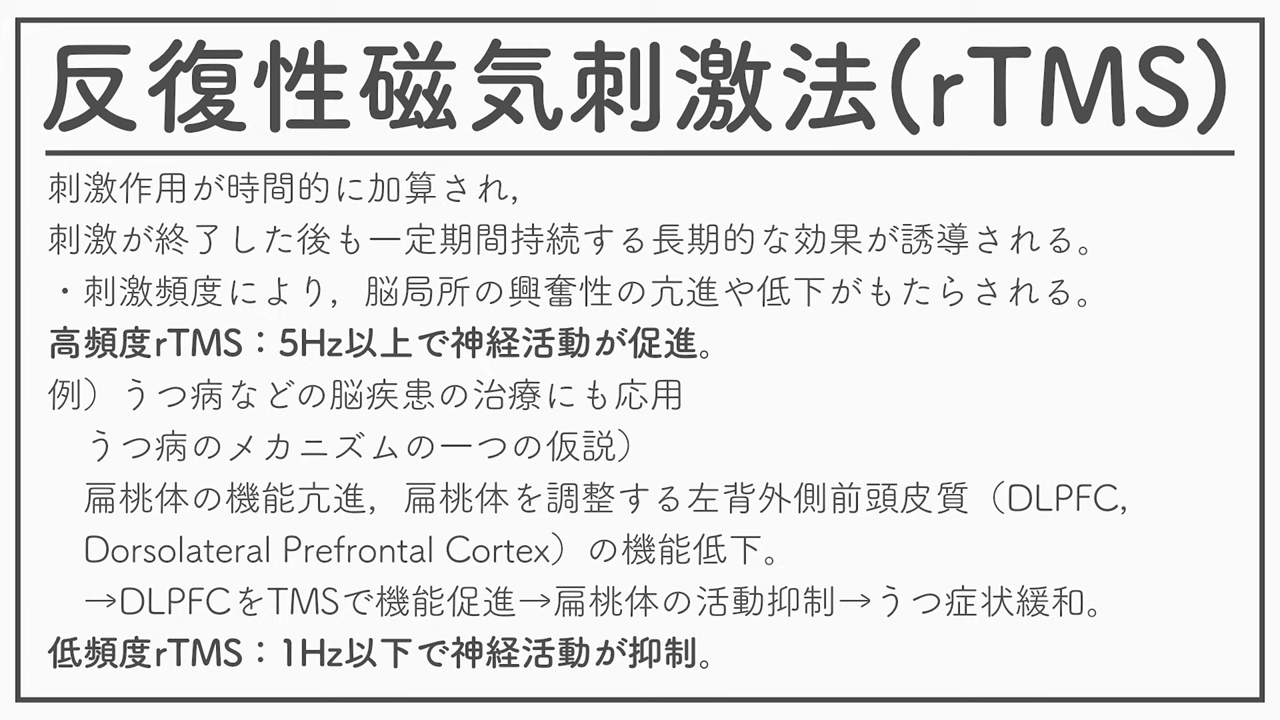 反復性磁気刺激法(rTMS)
刺激作用が時間的に加算され，
刺激が終了した後も一定期間持続する長期的な効果が誘導される。
・刺激頻度により，脳局所の興奮性の亢進や低下がもたらされる。
高頻度rTMS：5Hz以上で神経活動が促進。
例）うつ病などの脳疾患の治療にも応用
うつ病のメカニズムの一つの仮説）
扁桃体の機能亢進，扁桃体を調整する左背外側前頭皮質（DLPFC,
Dorsolateral Prefrontal Cortex）の機能低下。
→DLPFCをTMSで機能促進→扁桃体の活動抑制→うつ症状緩和。
低頻度rTMS：1Hz以下で神経活動が抑制。